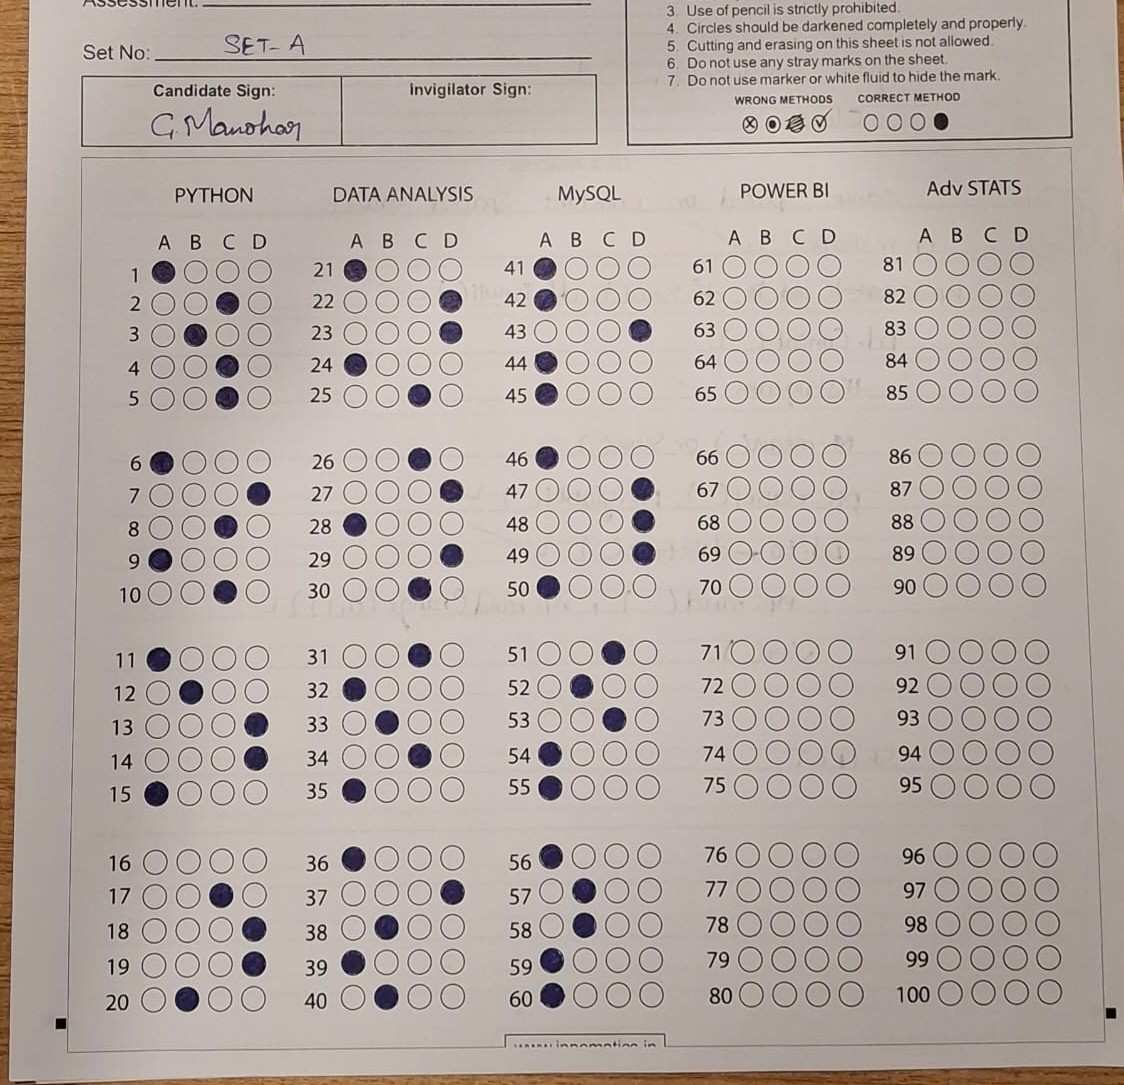 Assessment:
Set No: SET-A
Candidate Sign:
Invigilator Sign:
G. Manohar
3. Use of pencil is strictly prohibited.
4. Circles should be darkened completely and properly.
5. Cutting and erasing on this sheet is not allowed.
6. Do not use any stray marks on the sheet.
7. Do not use marker or white fluid to hide the mark.
WRONG METHODS CORRECT METHOD
PYTHON DATA ANALYSIS MySQL POWER BI Adv STATS
A B C D A B C D A B C D A B C D A B C D
1 21 41 61 81
2 22 42 62 82
3 23 43 63 83
4 24 44 64 84
5 25 45 65 85
6 26 46 66 86
7 27 47 67 87
8 28 48 68 88
9 29 49 69 89
10 30 50 70 90
11 31 51 71 91
12 32 52 72 92
13 33 53 73 93
14 34 54 74 94
15 35 55 75 95
16 36 56 76 96
17 37 57 77 97
18 38 58 78 98
19 39 59 79 99
20 40 60 80 100